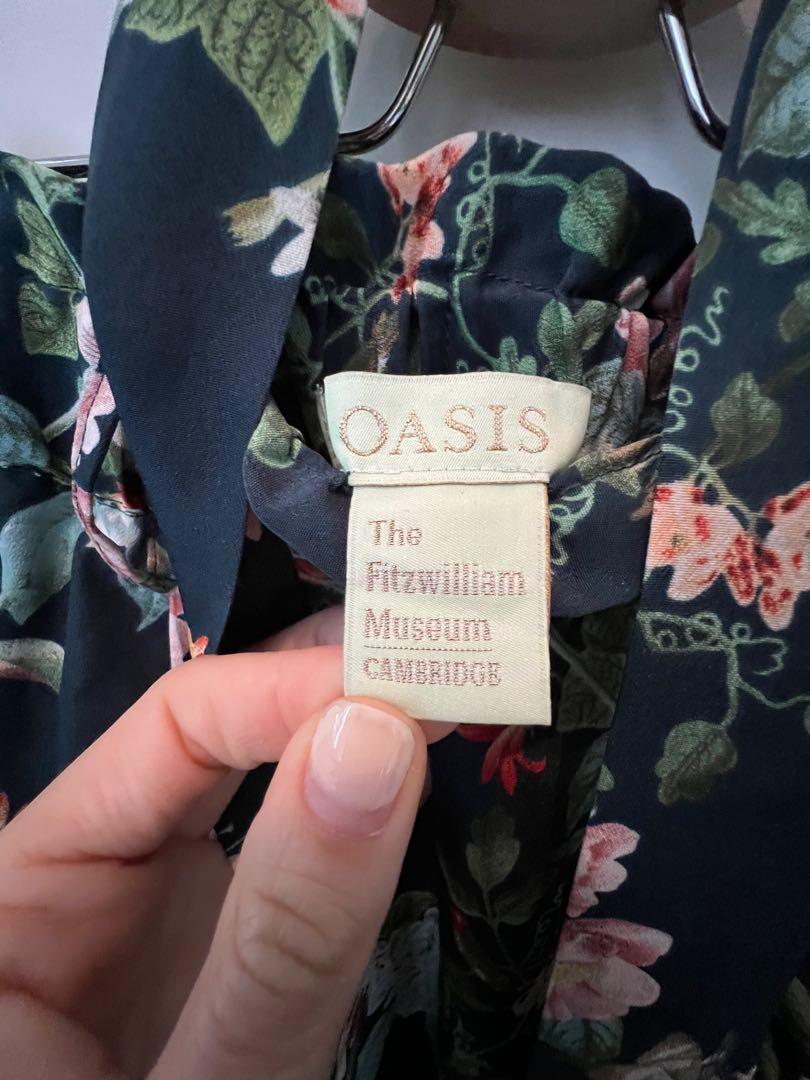 OASIS
The
Fitzwilliam
Museum
CAMBRIDGE